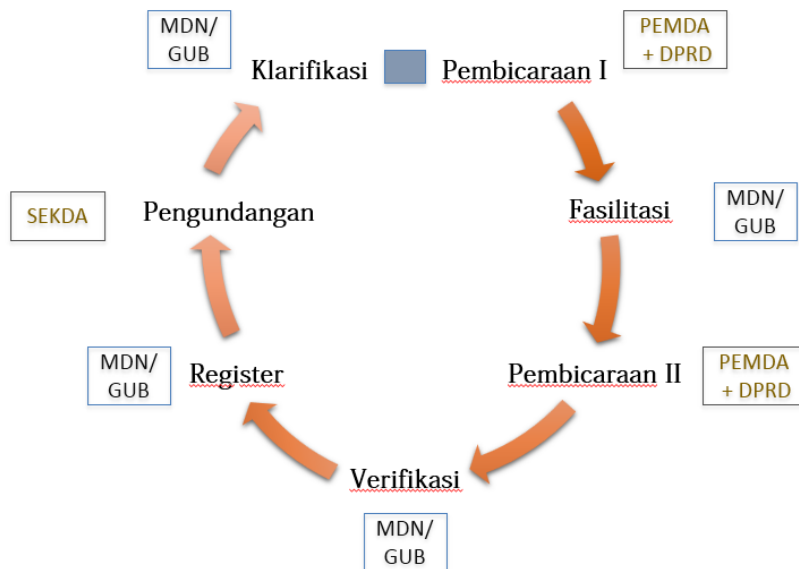 MDN/
GUB
Klarifikasi
Pembicaraan I
PEMDA
+ DPRD
Fasilitasi
MDN/
GUB
Pembicaraan II
PEMDA
+ DPRD
Verifikasi
MDN/
GUB
Register
MDN/
GUB
Pengundangan
SEKDA